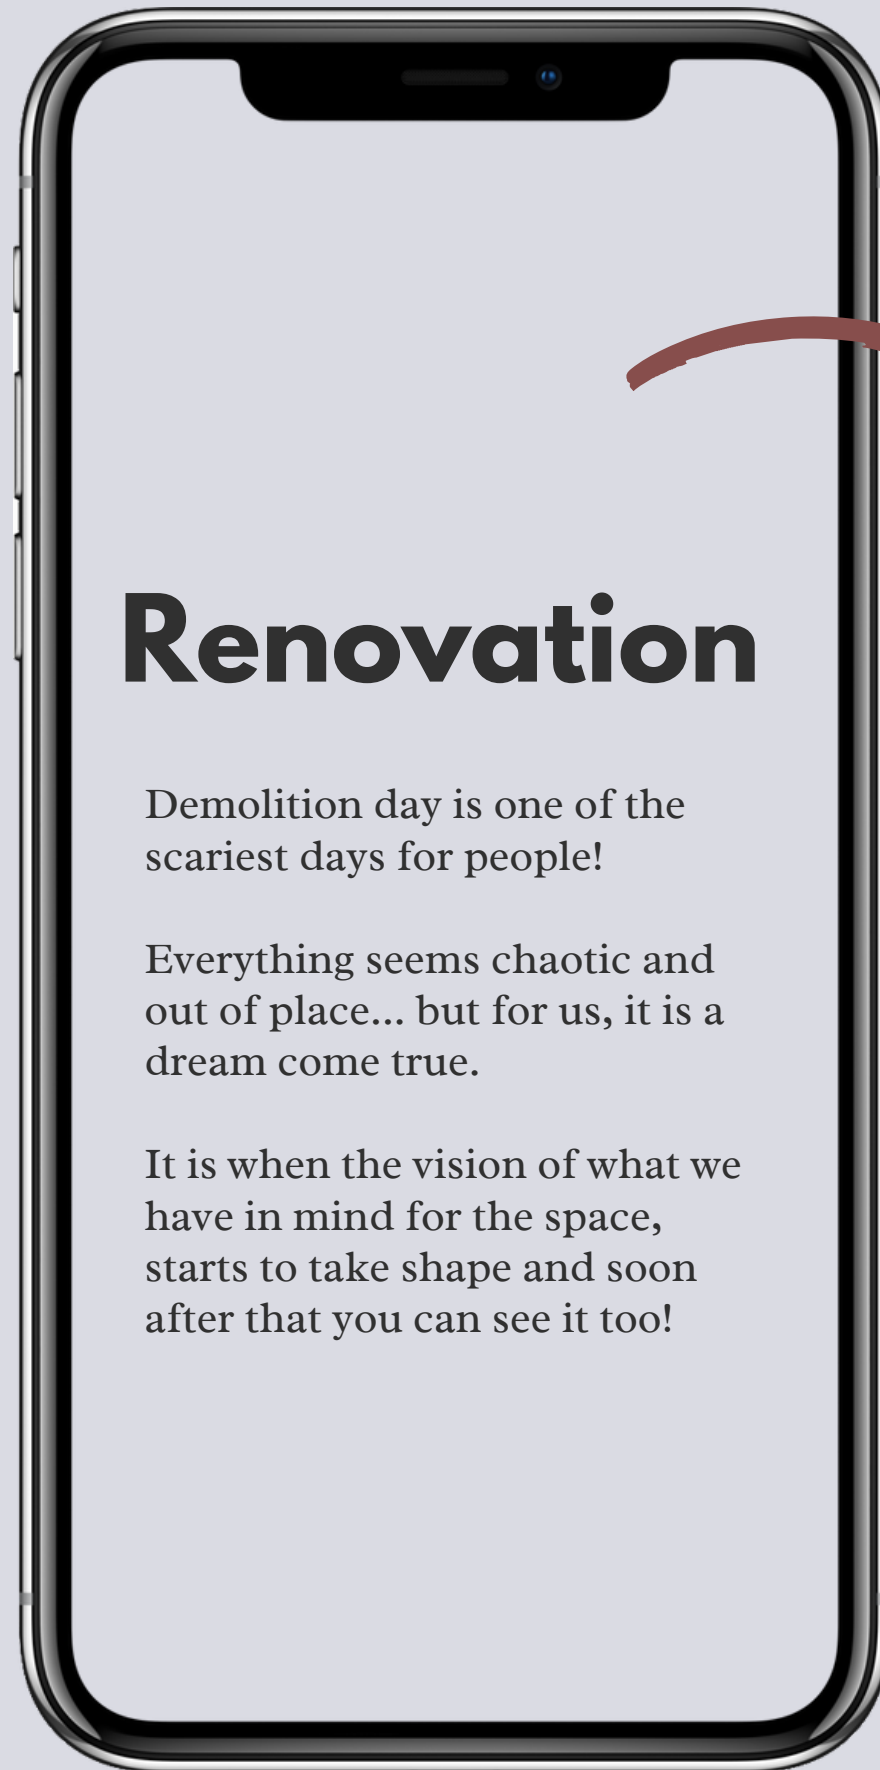 Renovation
Demolition day is one of the
scariest days for people!
Everything seems chaotic and
out of place... but for us, it is a
dream come true.
It is when the vision of what we
have in mind for the space,
starts to take shape and soon
after that you can see it too!